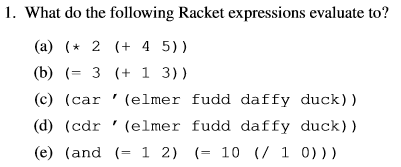 1. What do the following Racket expressions evaluate to?
(a) (* 2 (+ 4 5))
(b) (= 3 (+ 1 3))
(c) (car '(elmer fudd daffy duck))
(d) (cdr '(elmer fudd daffy duck))
(e) (and (= 1 2) (= 10 (/ 1 0)))